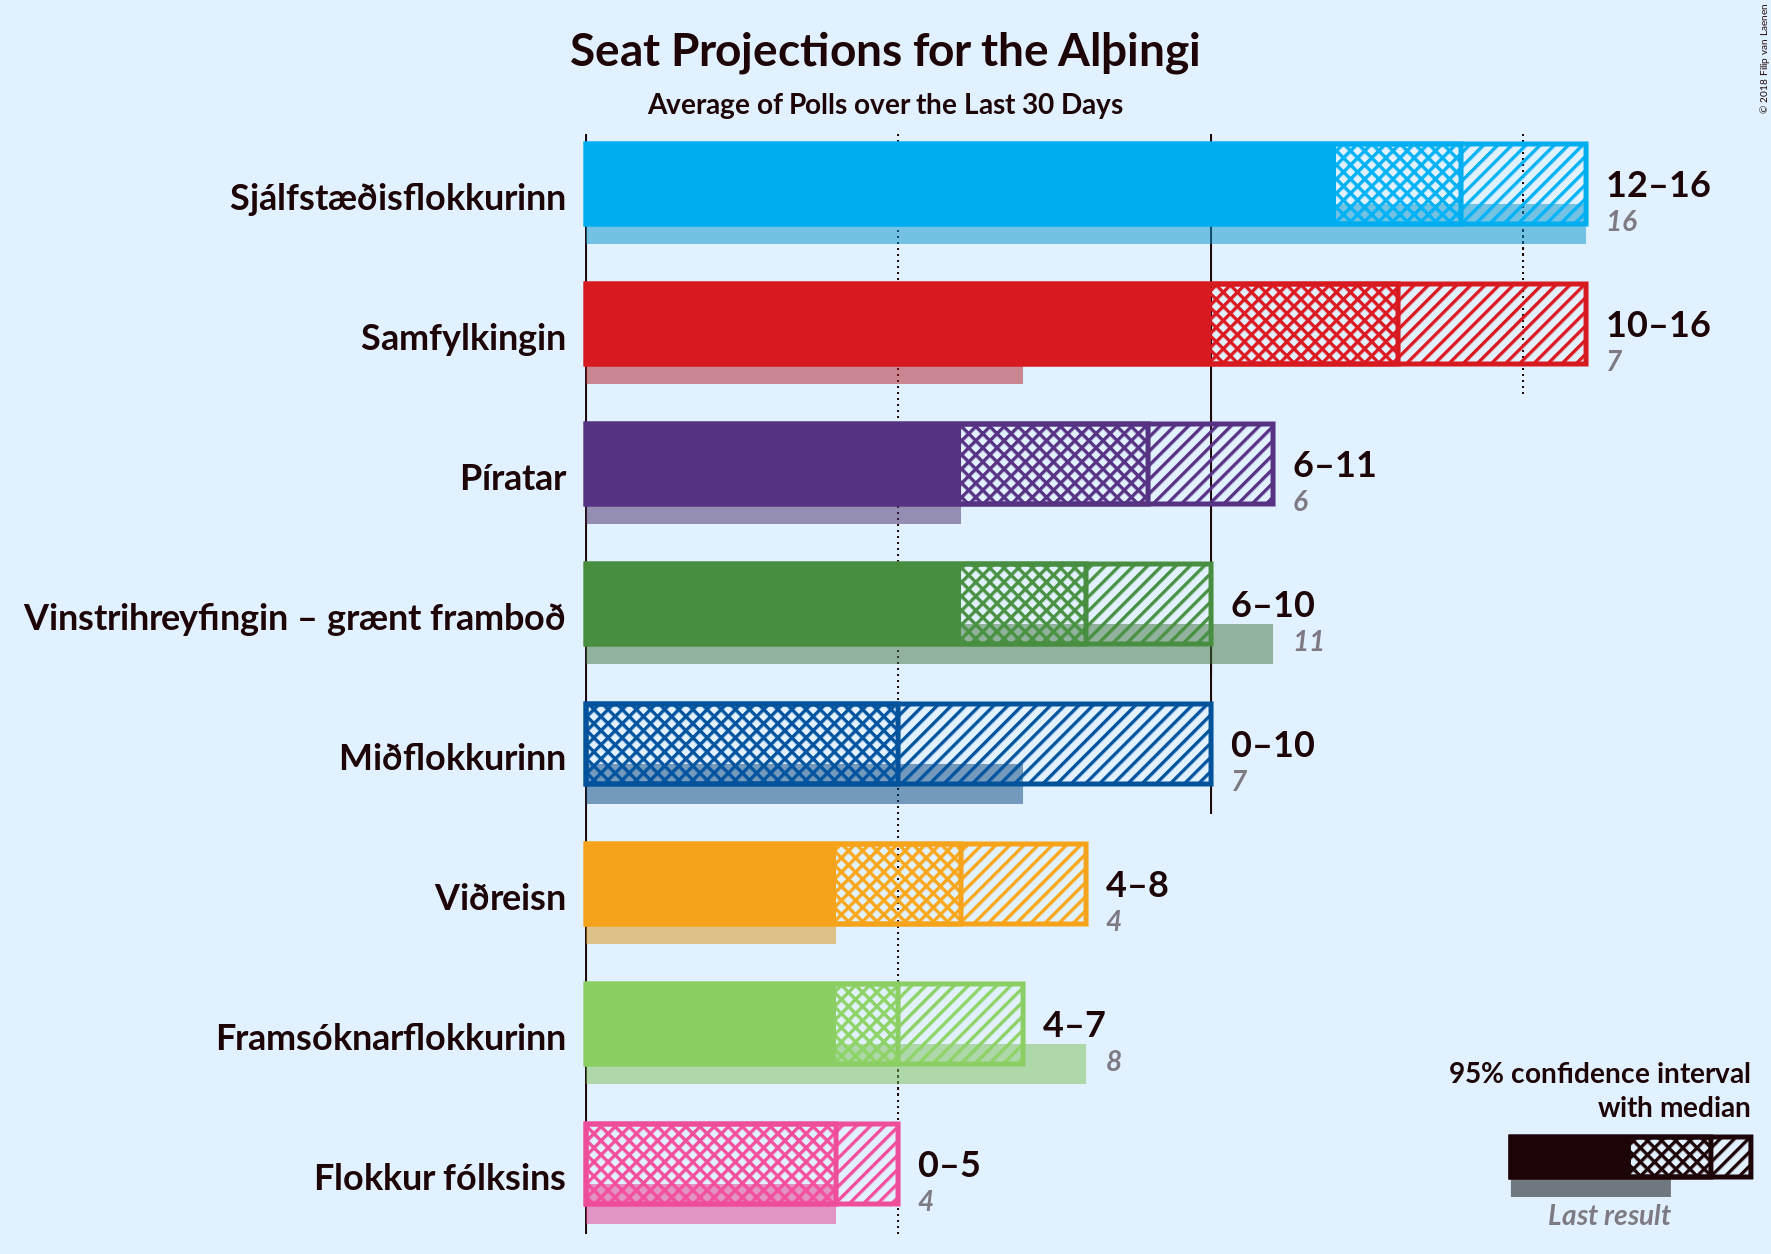 Seat Projections for the Alþingi
Average of Polls over the Last 30 Days
© 2018 Filip van Laenen
Sjálfstæðisflokkurinn
12–16
16
Samfylkingin
10–16
7
Píratar
6–11
6
Vinstrihreyfingin – grænt framboð
6–10
11
Miðflokkurinn
0–10
7
Viðreisn
4–8
4
Framsóknarflokkurinn
4–7
8
Flokkur fólksins
0–5
4
95% confidence interval
with median
Last result